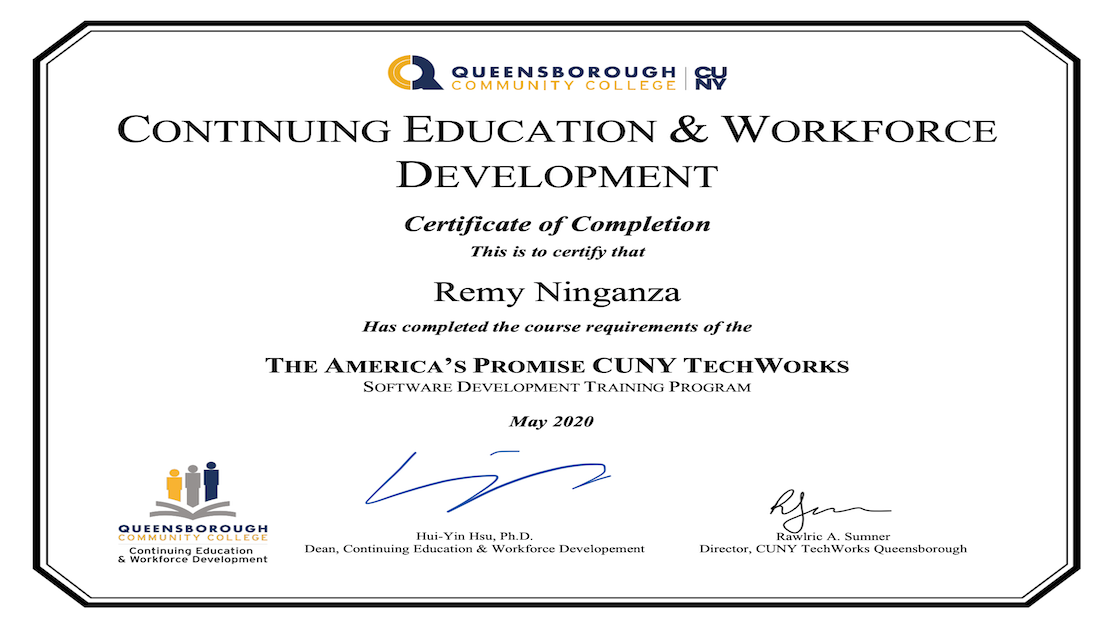 QUEENSBOROUGH
COMMUNITY COLLEGE
CU
NY
CONTINUING EDUCATION & WORKFORCE
DEVELOPMENT
Certificate of Completion
This is to certify that
Remy Ninganza
Has completed the course requirements of the
THE AMERICA'S PROMISE CUNY TECHWORKS
SOFTWARE DEVELOPMENT TRAINING PROGRAM
May 2020
QUEENSBOROUGH
COMMUNITY COLLEGE
Continuing Education
& Workforce Development
Hui-Yin Hsu, Ph.D.
Dean, Continuing Education & Workforce Developement
Rawlric A. Sumner
Director, CUNY TechWorks Queensborough